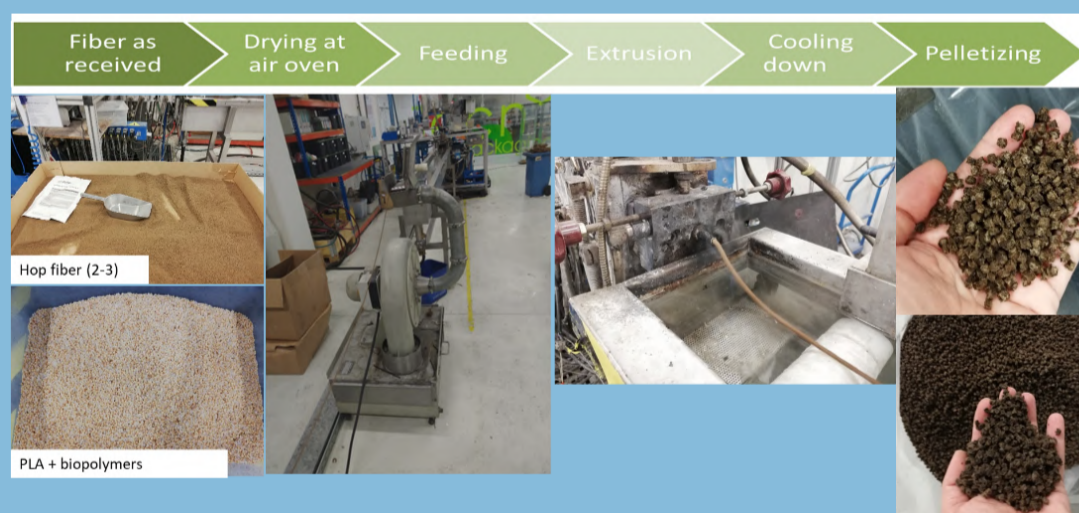 Fiber as
received
Drying at
air oven
Feeding
Extrusion
Cooling
down
Pelletizing
Hop fiber (2-3)
PLA + biopolymers